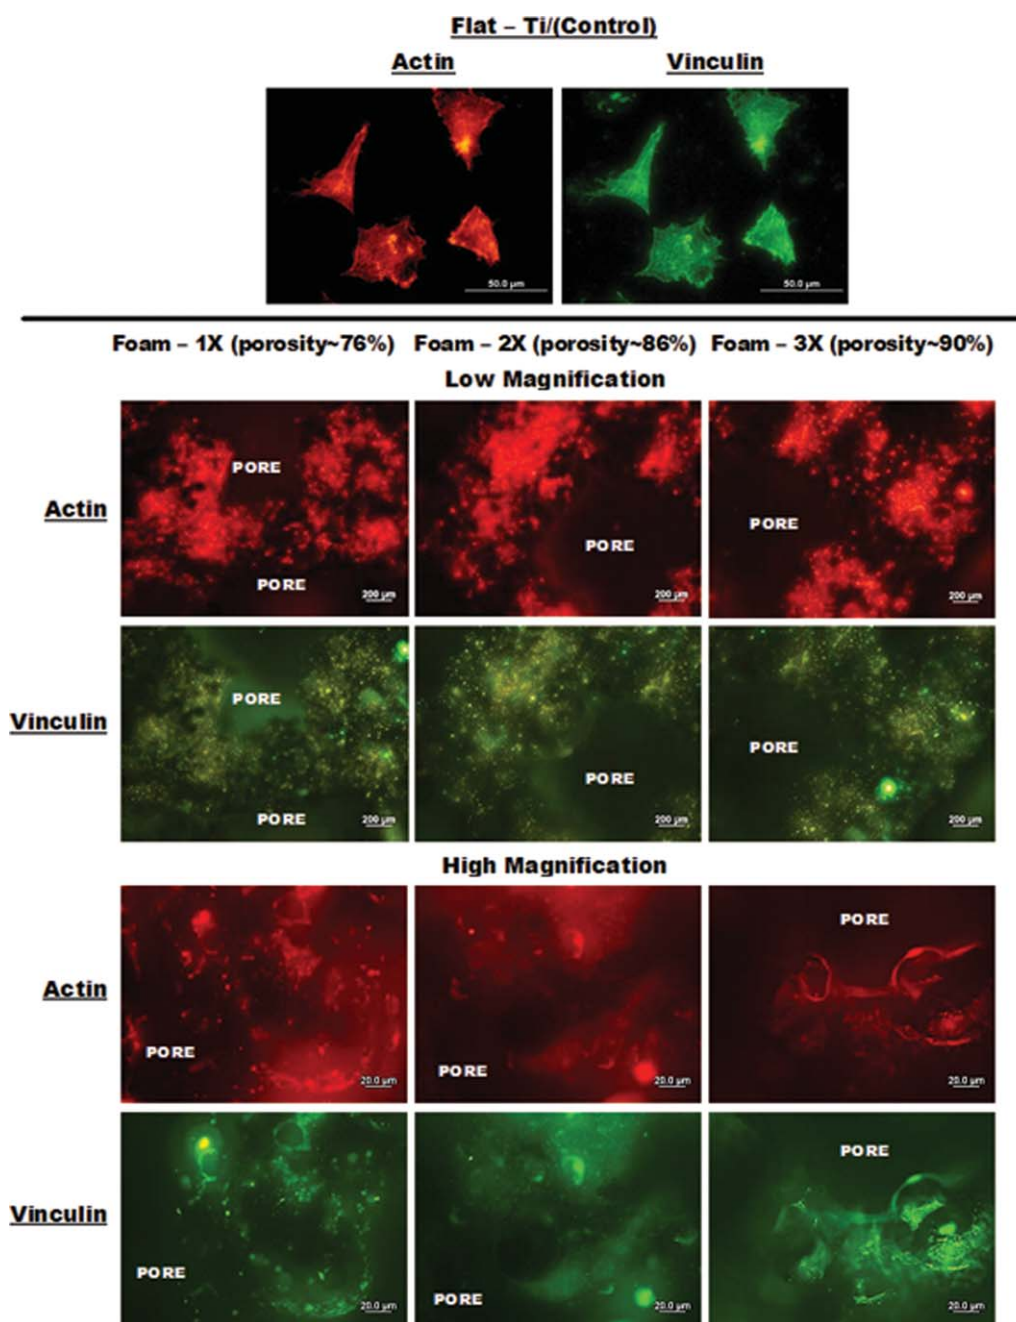 Flat – Ti/(Control)
Actin Vinculin
50.0 µm 50.0 µm
Foam – 1X (porosity~76%) Foam – 2X (porosity~86%) Foam – 3X (porosity~90%)
Low Magnification
Actin
PORE PORE PORE
PORE
200 µm 200 µm 200 µm
Vinculin
PORE PORE PORE
PORE
200 µm 200 µm 200 µm
High Magnification
Actin
PORE PORE PORE
20.0 µm 20.0 µm 20.0 µm
Vinculin
PORE PORE PORE
20.0 µm 20.0 µm 20.0 µm